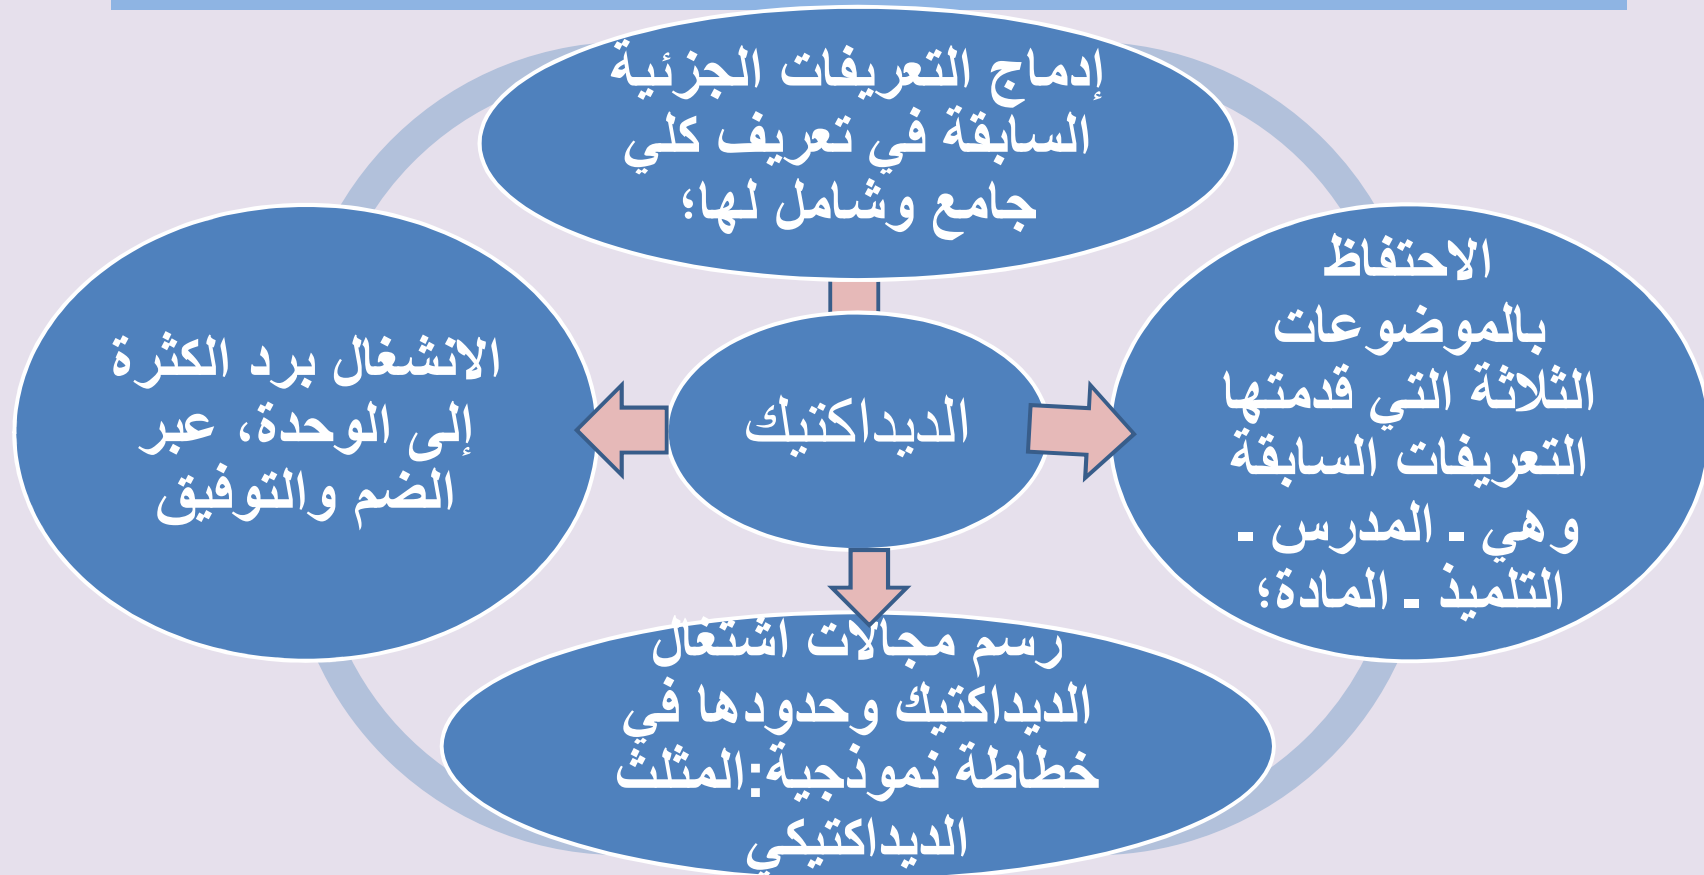 إدماج التعريفات الجزئية
السابقة في تعريف كلي
جامع وشامل لها؛
الاحتفاظ
بالموضوعات
الثلاثة التي قدمتها
التعريفات السابقة
وهي ـ المدرس ـ
التلميذ ـ المادة؛
الديداكتيك
الانشغال برد الكثرة
إلى الوحدة، عبر
الضم والتوفيق
رسم مجالات اشتغال
الديداكتيك وحدودها في
خطاطة نموذجية:المثلث
الديداكتيكي